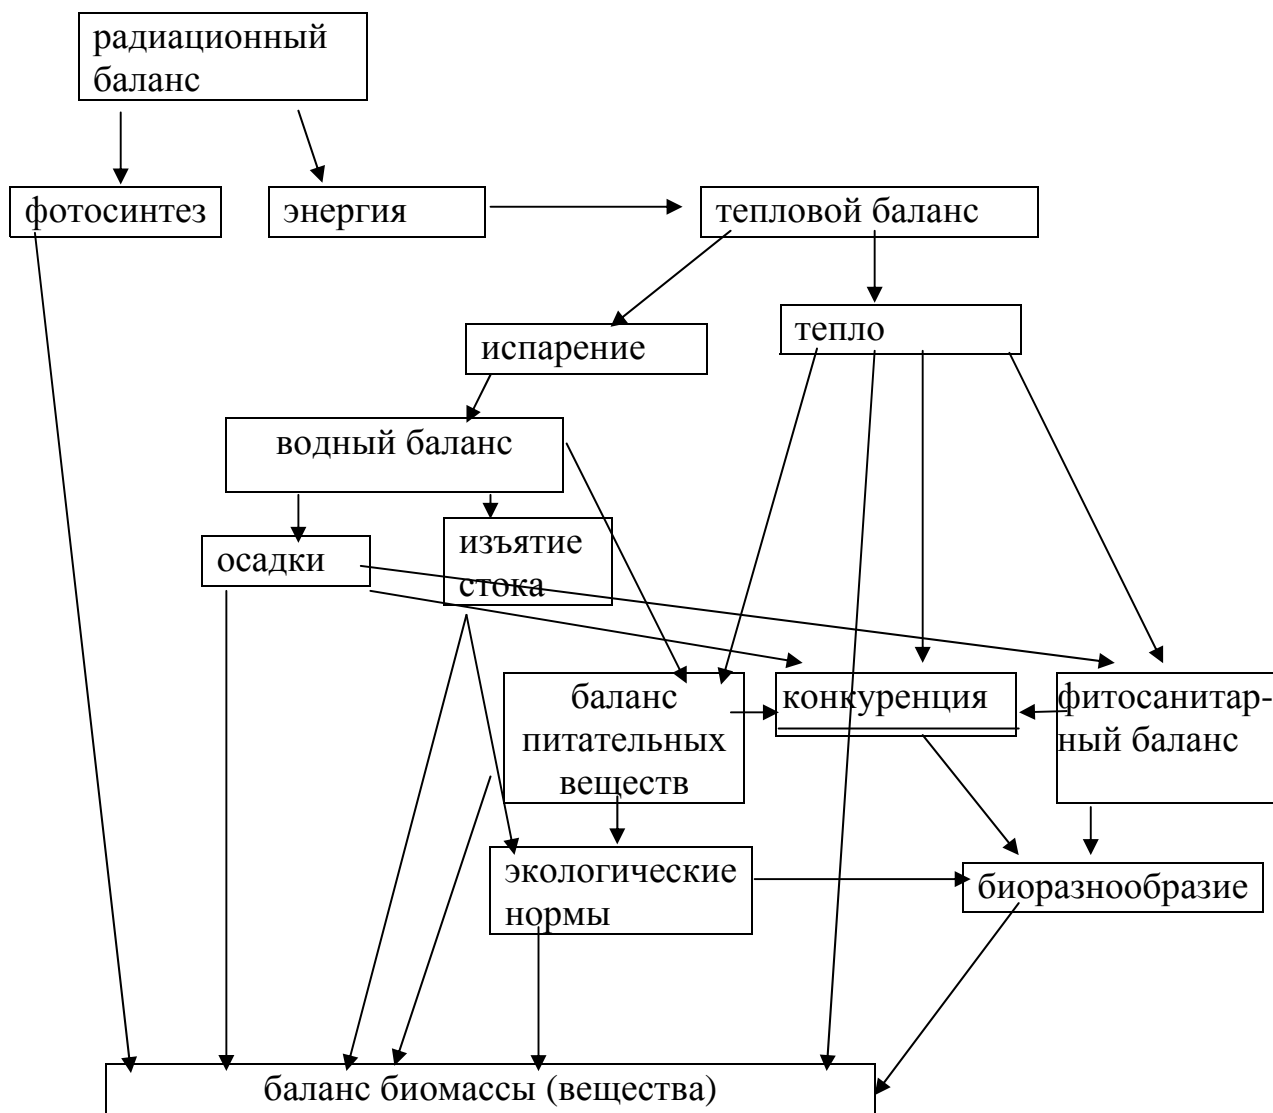 радиационный
баланс
фотосинтез
энергия
тепловой баланс
тепло
испарение
водный баланс
осадки
изъятие
стока
баланс
питательных
веществ
конкуренция
фитосанитар-
ный баланс
экологические
нормы
биоразнообразие
баланс биомассы (вещества)